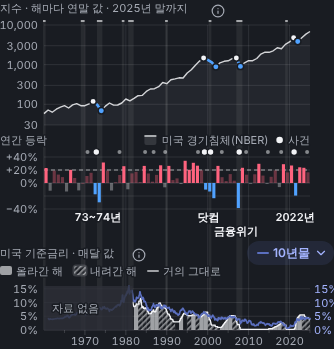 지수 · 해마다 연말 값 · 2025년 말까지
10,000
3,000
1,000
300
100
30
연간 등락
미국 경기침체(NBER) 사건
+40%
+20%
0%
−40%
73~74년 닷컴 2022년
금융위기
미국 기준금리 · 매달 값
10년물
올라간 해 내려간 해 거의 그대로
15% 15%
10% 10%
5% 5%
0% 0%
자료 없음
1970 1980 1990 2000 2010 2020